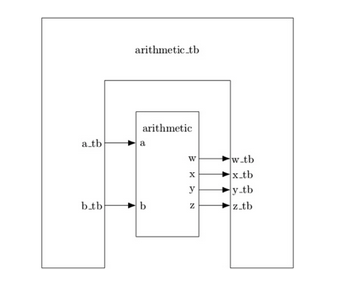 arithmetic_tb
arithmetic
a_tb a
w w_tb
x x_tb
y y_tb
b_tb b z z_tb